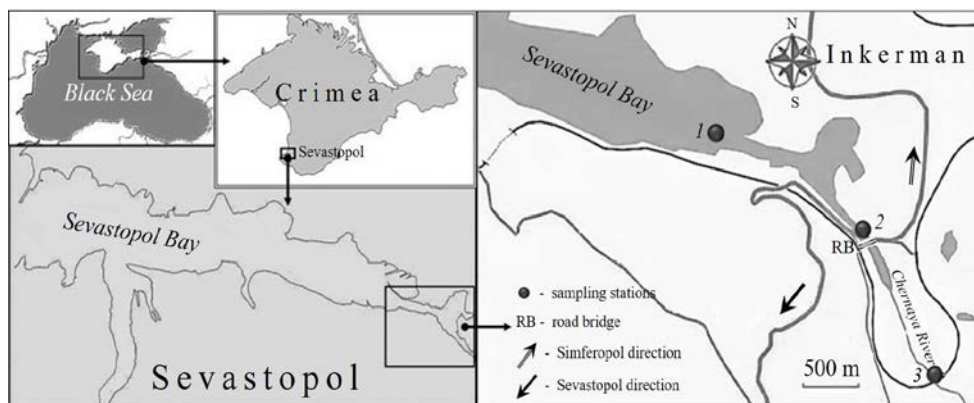 Black Sea
Crimea
Sevastopol
Sevastopol Bay
Sevastopol
N
S
Inkerman
Sevastopol Bay
1
2
RB
Chernaya River
3
- sampling stations
RB - road bridge
- Simferopol direction
- Sevastopol direction
500 m